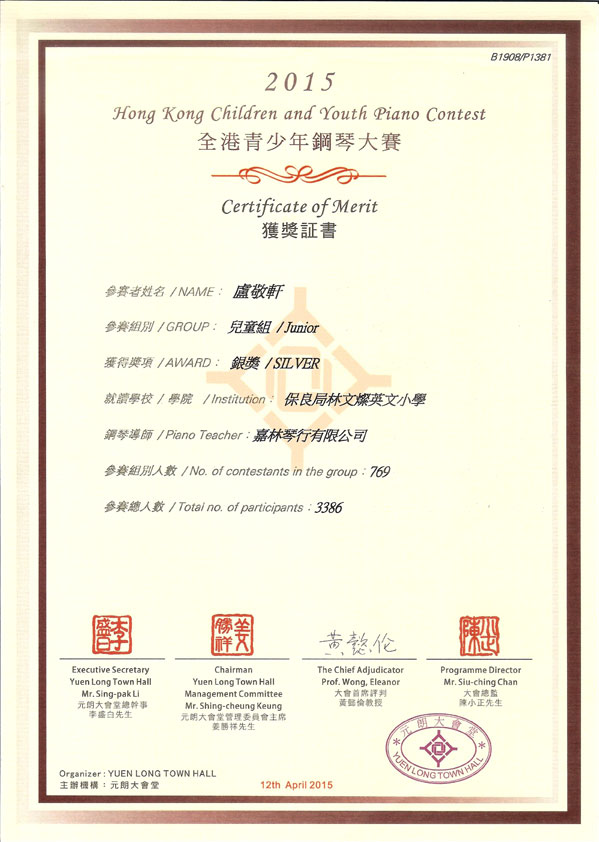 B1908/P1381
2015
Hong Kong Children and Youth Piano Contest
全港青少年鋼琴大賽
Certificate of Merit
獲獎証書
參賽者姓名 / NAME： 盧敬軒
參賽組別 / GROUP： 兒童組 / Junior
獲得獎項 / AWARD： 銀獎 / SILVER
就讀學校 / 學院 / Institution： 保良局林文燦英文小學
鋼琴導師 / Piano Teacher：嘉林琴行有限公司
參賽組別人數 / No. of contestants in the group：769
參賽總人數 / Total no. of participants：3386
Executive Secretary
Yuen Long Town Hall
Mr. Sing-pak Li
元朗大會堂總幹事
李盛白先生
姜勝祥
Chairman
Yuen Long Town Hall
Management Committee
Mr. Shing-cheung Keung
元朗大會堂管理委員會主席
姜勝祥先生
黃懿伦
The Chief Adjudicator
Prof. Wong, Eleanor
大會首席評判
黃懿倫教授
Programme Director
Mr. Siu-ching Chan
大會總監
陳小正先生
元朗大會堂
YUEN LONG TOWN HALL
Organizer : YUEN LONG TOWN HALL
主辦機構：元朗大會堂
12th April 2015